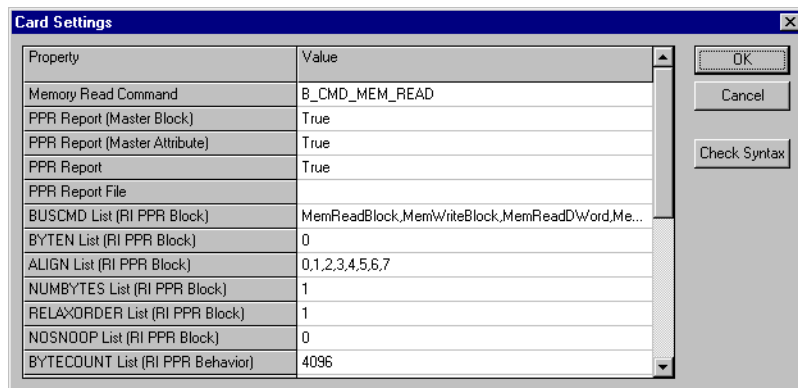 Card Settings
Property Value
OK
Memory Read Command B_CMD_MEM_READ
Cancel
PPR Report (Master Block) True
PPR Report (Master Attribute) True
Check Syntax
PPR Report True
PPR Report File
BUSCMD List (RI PPR Block) MemReadBlock,MemWriteBlock,MemReadDWord,Me...
BYTEN List (RI PPR Block) 0
ALIGN List (RI PPR Block) 0,1,2,3,4,5,6,7
NUMBYTES List (RI PPR Block) 1
RELAXORDER List (RI PPR Block) 1
NOSNOOP List (RI PPR Block) 0
BYTECOUNT List (RI PPR Behavior) 4096